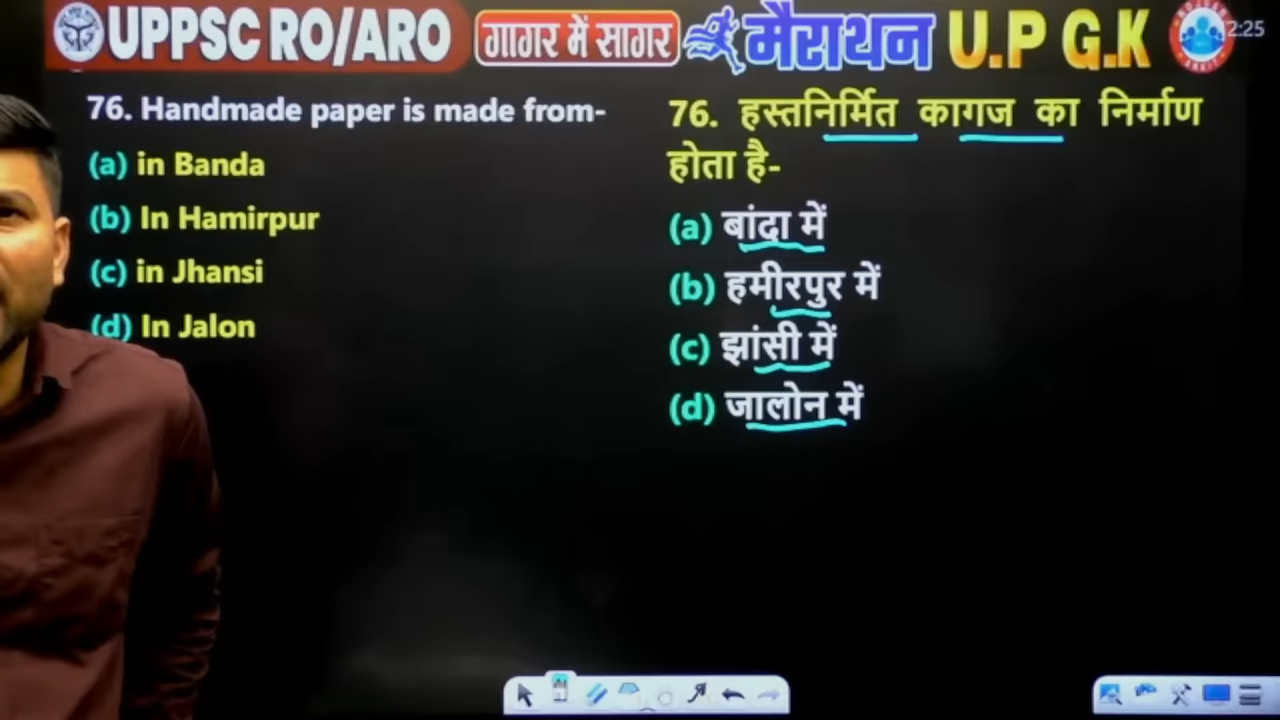 UPPSC RO/ARO गागर में सागर मैराथन U.P G.K 2:25
76. Handmade paper is made from-
(a) in Banda
(b) In Hamirpur
(c) in Jhansi
(d) In Jalon
76. हस्तनिर्मित कागज का निर्माण
होता है-
(a) बांदा में
(b) हमीरपुर में
(c) झांसी में
(d) जालोन में